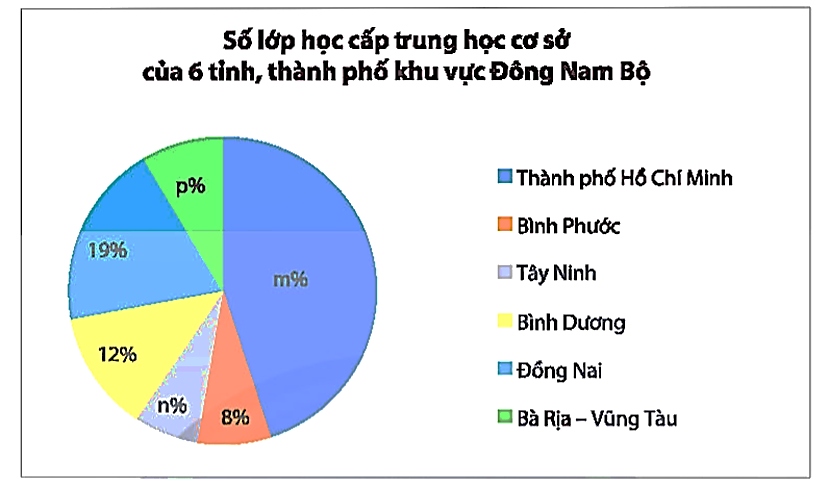 Số lớp học cấp trung học cơ sở
của 6 tỉnh, thành phố khu vực Đông Nam Bộ
p%
19%
m%
12%
n%
8%
Thành phố Hồ Chí Minh
Bình Phước
Tây Ninh
Bình Dương
Đồng Nai
Bà Rịa – Vũng Tàu